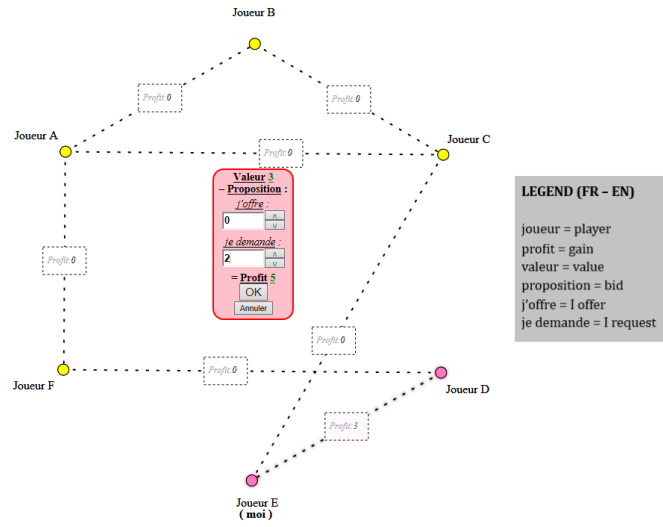 Joueur B
Profit:0
Profit:0
Joueur A
Joueur C
Profit:0
Valeur 3
– Proposition :
j'offre :
0
je demande :
2
= Profit 5
OK
Annuler
LEGEND (FR – EN)
joueur = player
profit = gain
valeur = value
proposition = bid
j'offre = I offer
je demande = I request
Profit:0
Profit:0
Profit:0
Joueur F
Joueur D
Profit:3
Joueur E
( moi )